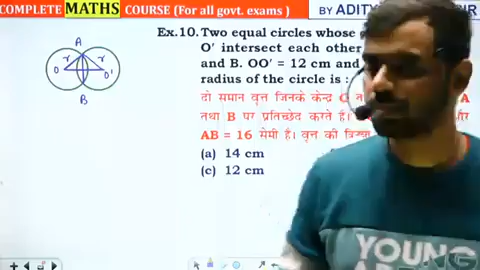 COMPLETE MATHS COURSE (For all govt. exams )
BY ADITY
Ex.10. Two equal circles whose
O′ intersect each other
and B. OO′ = 12 cm and
radius of the circle is :
दो समान वृत्त जिनके केन्द्र
तथा B पर प्रतिच्छेद करते हैं।
AB = 16 सेमी है। वृत्त की
(a) 14 cm
(c) 12 cm
A
r r
O O'
B
YOUNG